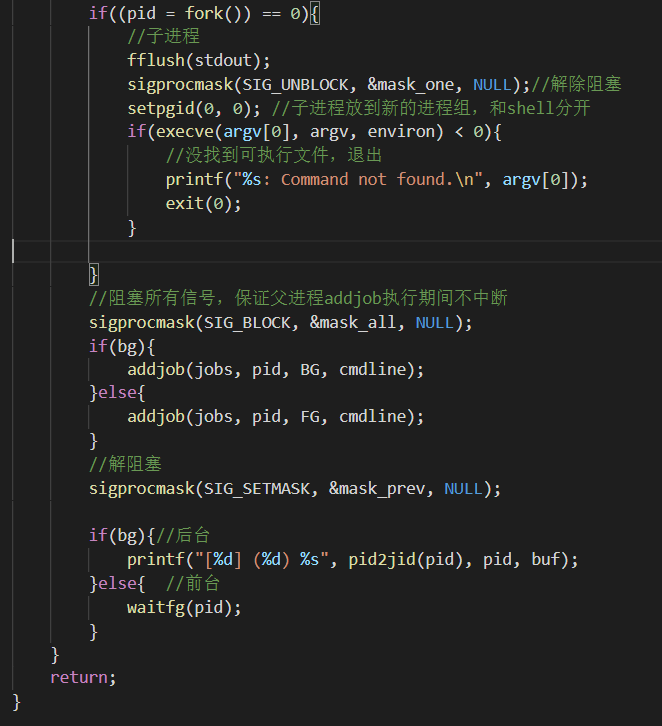 if((pid = fork()) == 0){
//子进程
fflush(stdout);
sigprocmask(SIG_UNBLOCK, &mask_one, NULL);//解除阻塞
setpgid(0, 0); //子进程放到新的进程组，和shell分开
if(execve(argv[0], argv, environ) < 0){
//没找到可执行文件，退出
printf("%s: Command not found.\n", argv[0]);
exit(0);
}
}
//阻塞所有信号，保证父进程addjob执行期间不中断
sigprocmask(SIG_BLOCK, &mask_all, NULL);
if(bg){
addjob(jobs, pid, BG, cmdline);
}else{
addjob(jobs, pid, FG, cmdline);
}
//解阻塞
sigprocmask(SIG_SETMASK, &mask_prev, NULL);
if(bg){//后台
printf("[%d] (%d) %s", pid2jid(pid), pid, buf);
}else{  //前台
waitfg(pid);
}
}
return;
}